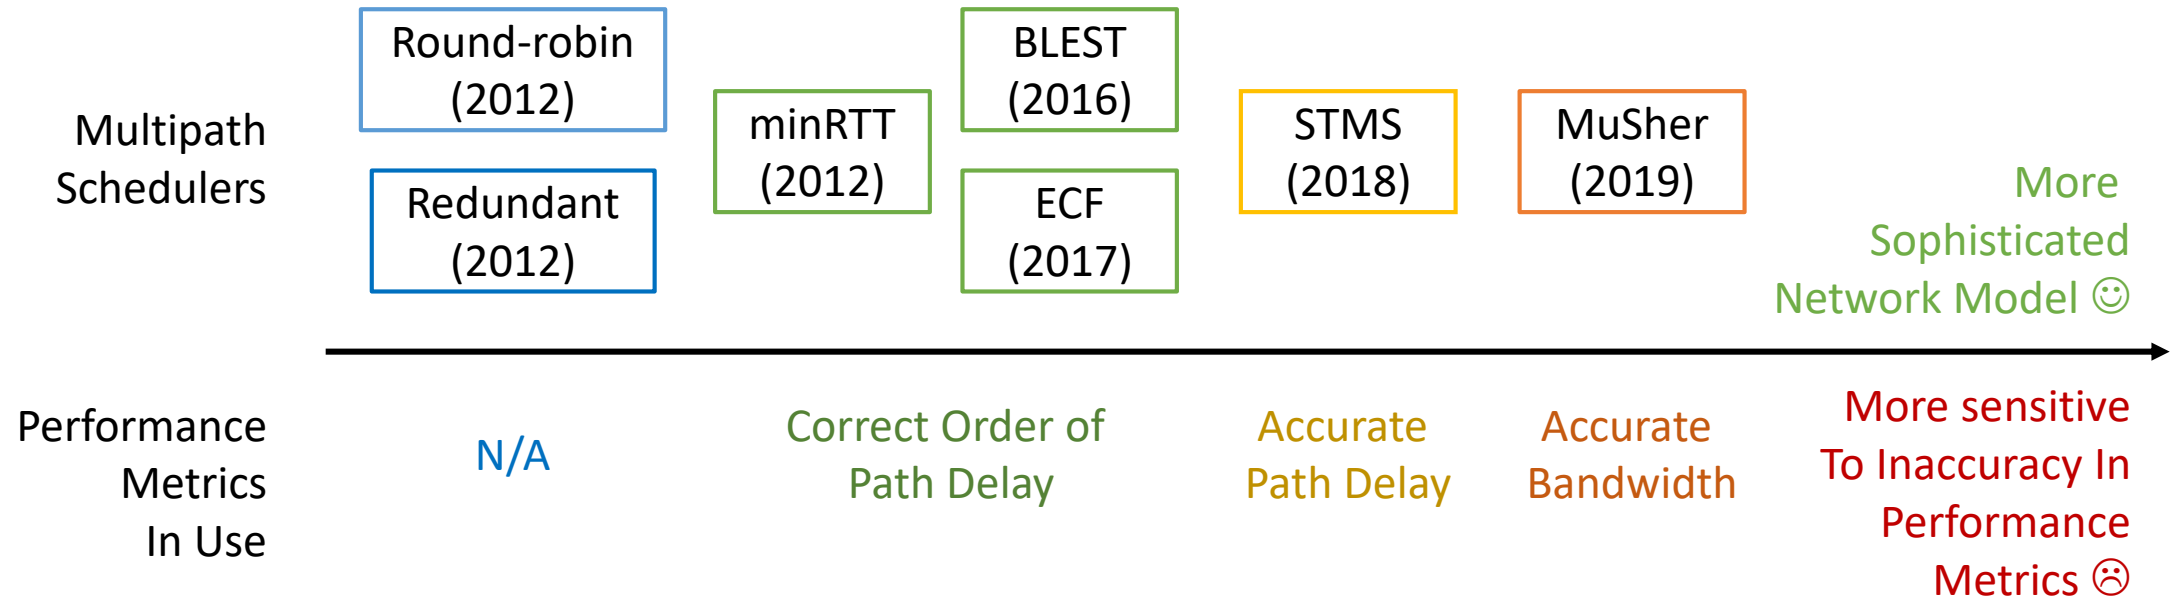 Multipath
Schedulers
Round-robin
(2012)
Redundant
(2012)
minRTT
(2012)
BLEST
(2016)
ECF
(2017)
STMS
(2018)
MuSher
(2019)
More
Sophisticated
Network Model ☺
Performance
Metrics
In Use
N/A
Correct Order of
Path Delay
Accurate
Path Delay
Accurate
Bandwidth
More sensitive
To Inaccuracy In
Performance
Metrics ☹